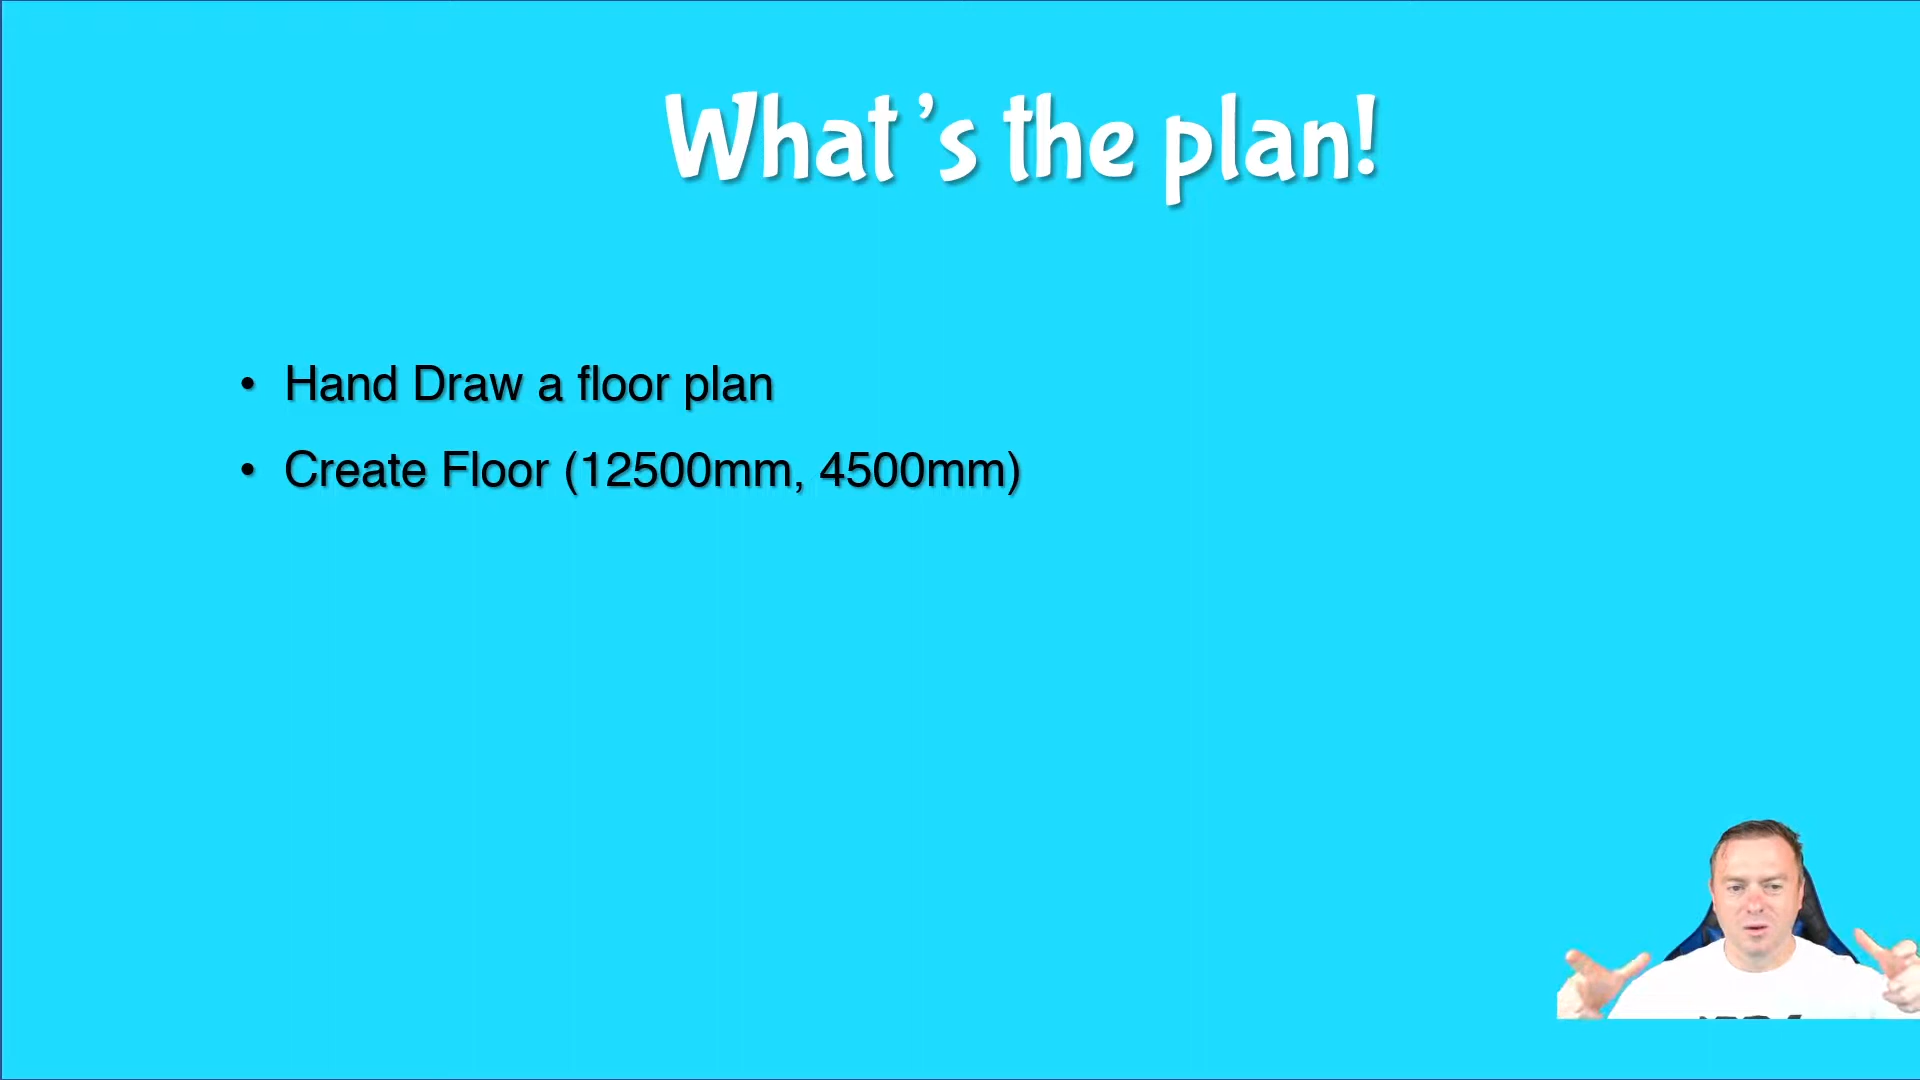 What's the plan!
• Hand Draw a floor plan
• Create Floor (12500mm, 4500mm)